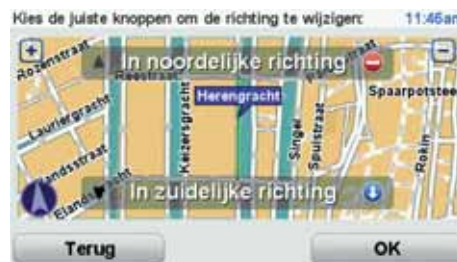 Kies de juiste knoppen om de richting te wijzigen: 11:46am
In noordelijke richting
Rozenstraat
Reestraat
Herengracht
Spaarpotsteeg
Lauriergracht
Keizersgracht
Singel
Spuistraat
Rokin
In zuidelijke richting
Terug
OK